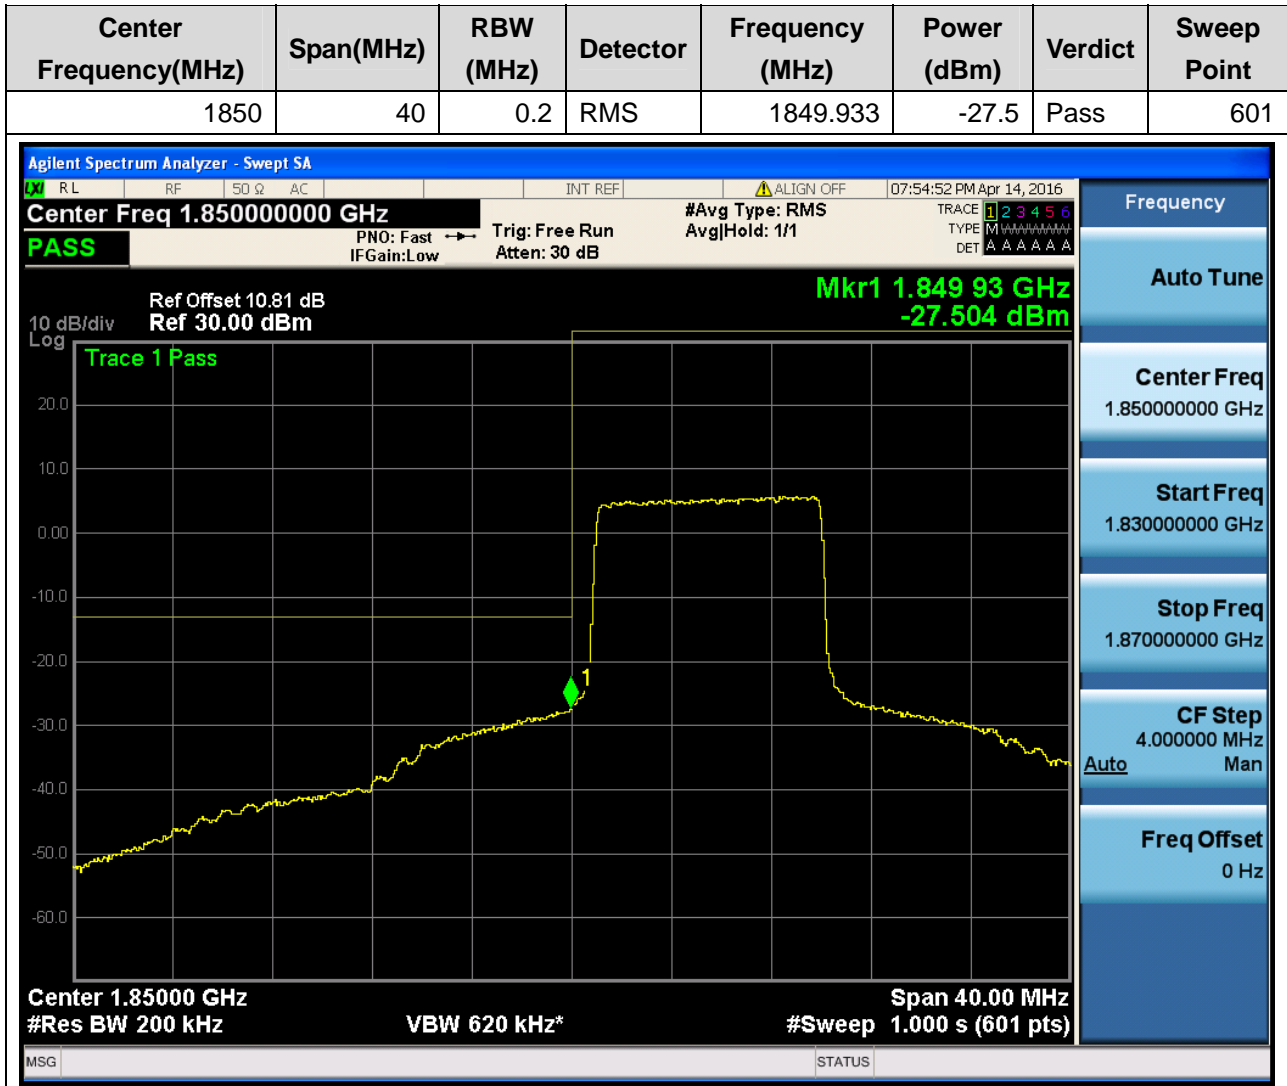 Center Frequency(MHz) Span(MHz) RBW (MHz) Detector Frequency (MHz) Power (dBm) Verdict Sweep Point
1850 40 0.2 RMS 1849.933 -27.5 Pass 601
Agilent Spectrum Analyzer - Swept SA
LXI RL RF 50 Ω AC INT REF ALIGN OFF 07:54:52 PM Apr 14, 2016
Center Freq 1.850000000 GHz
PASS
PNO: Fast
IFGain:Low
Trig: Free Run
Atten: 30 dB
#Avg Type: RMS
Avg|Hold: 1/1
TRACE 1 2 3 4 5 6
TYPE M WWWWW
DET A A A A A A
Frequency
Mkr1 1.849 93 GHz
-27.504 dBm
Ref Offset 10.81 dB
10 dB/div Ref 30.00 dBm
Log
Trace 1 Pass
20.0
10.0
0.00
-10.0
-20.0
-30.0
-40.0
-50.0
-60.0
1
Center 1.85000 GHz Span 40.00 MHz
#Res BW 200 kHz VBW 620 kHz* #Sweep 1.000 s (601 pts)
Auto Tune
Center Freq
1.850000000 GHz
Start Freq
1.830000000 GHz
Stop Freq
1.870000000 GHz
CF Step
4.000000 MHz
Auto Man
Freq Offset
0 Hz
MSG STATUS